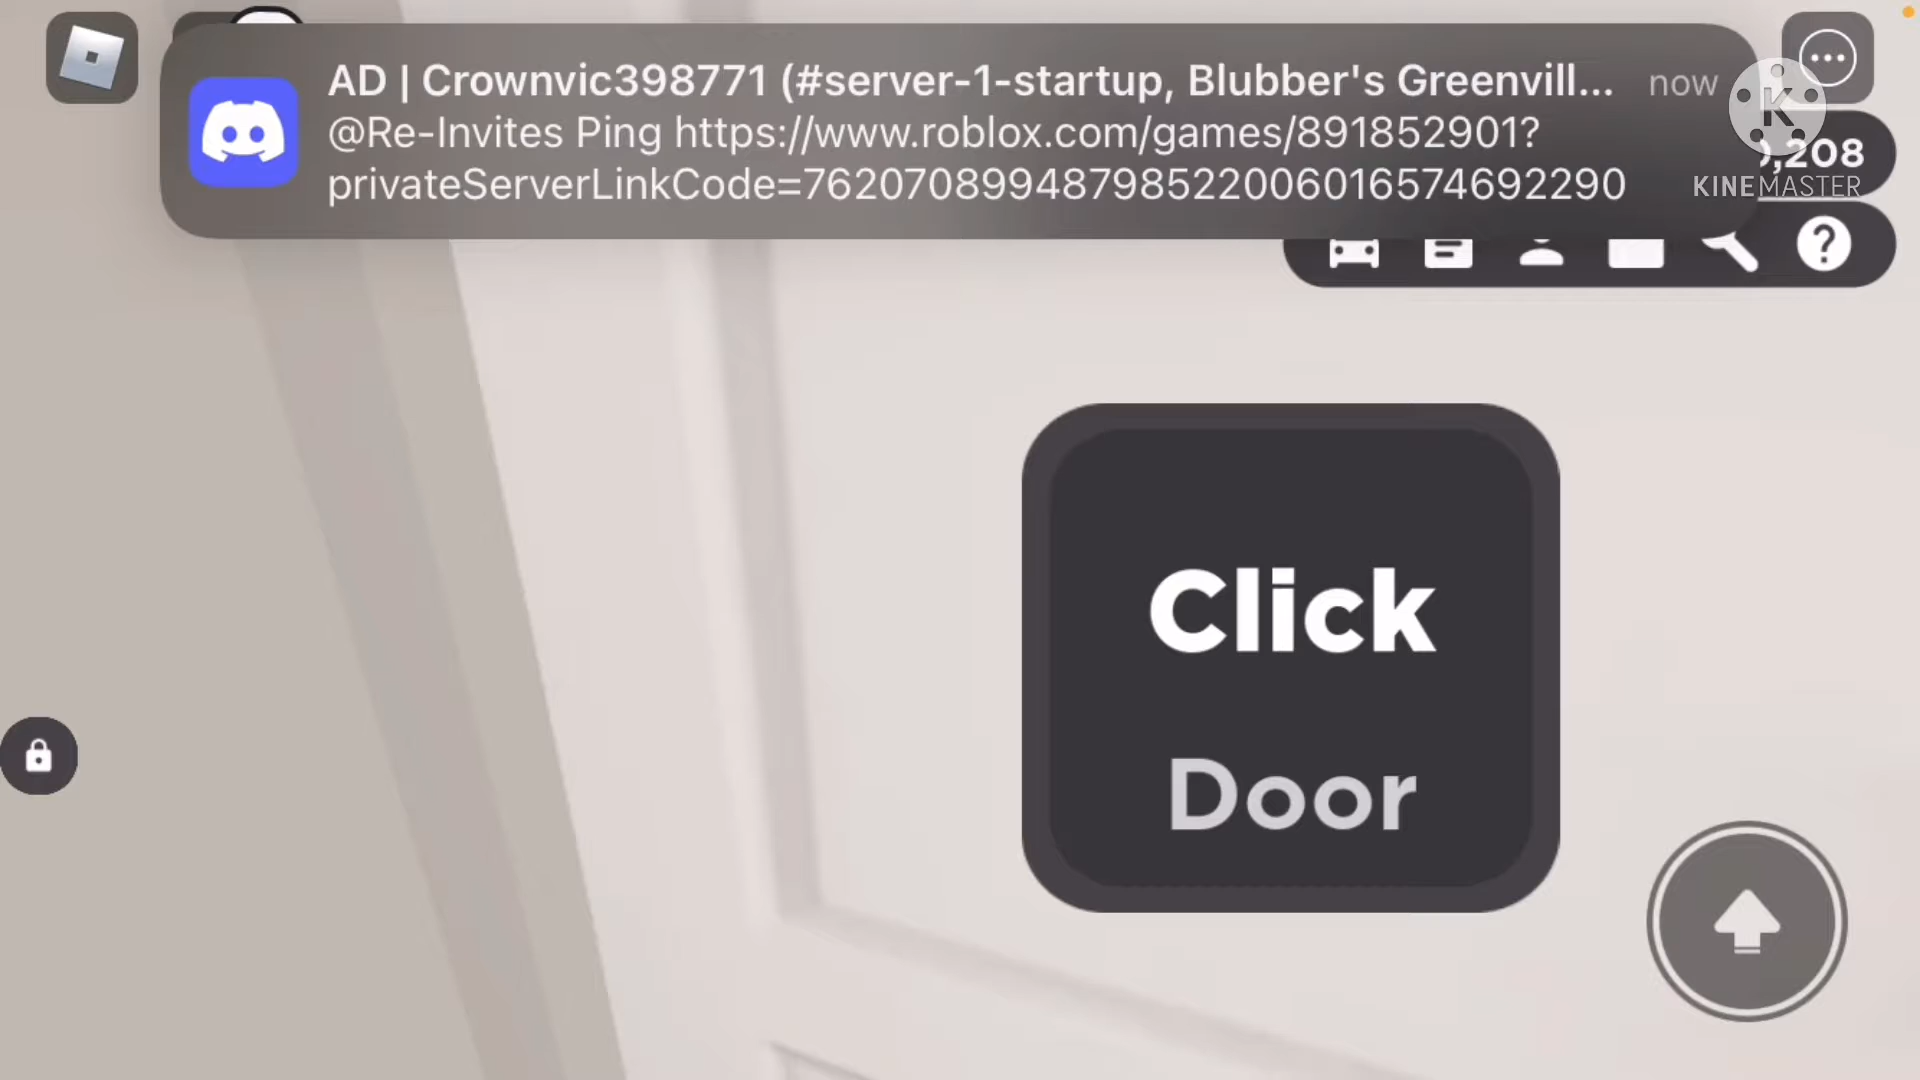 AD | Crownvic398771 (#server-1-startup, Blubber's Greenvill...
now
@Re-Invites Ping https://www.roblox.com/games/891852901?
privateServerLinkCode=76207089948798522006016574692290
,208
KINEMASTER
Click
Door